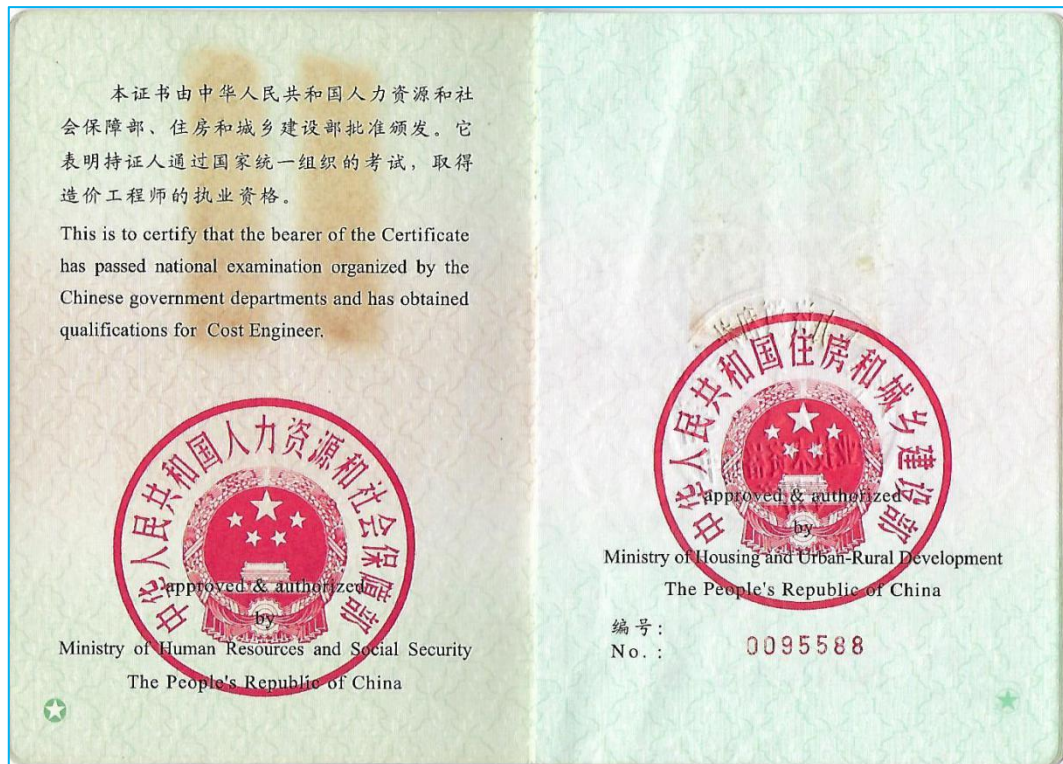 本证书由中华人民共和国人力资源和社
会保障部、住房和城乡建设部批准颁发。它
表明持证人通过国家统一组织的考试，取得
造价工程师的执业资格。
This is to certify that the bearer of the Certificate
has passed national examination organized by the
Chinese government departments and has obtained
qualifications for Cost Engineer.
中华人民共和国人力资源和社会保障部
approved & authorized
by
Ministry of Human Resources and Social Security
The People's Republic of China
中华人民共和国住房和城乡建设部
approved & authorized
by
Ministry of Housing and Urban-Rural Development
The People's Republic of China
编号：
No.： 0095588